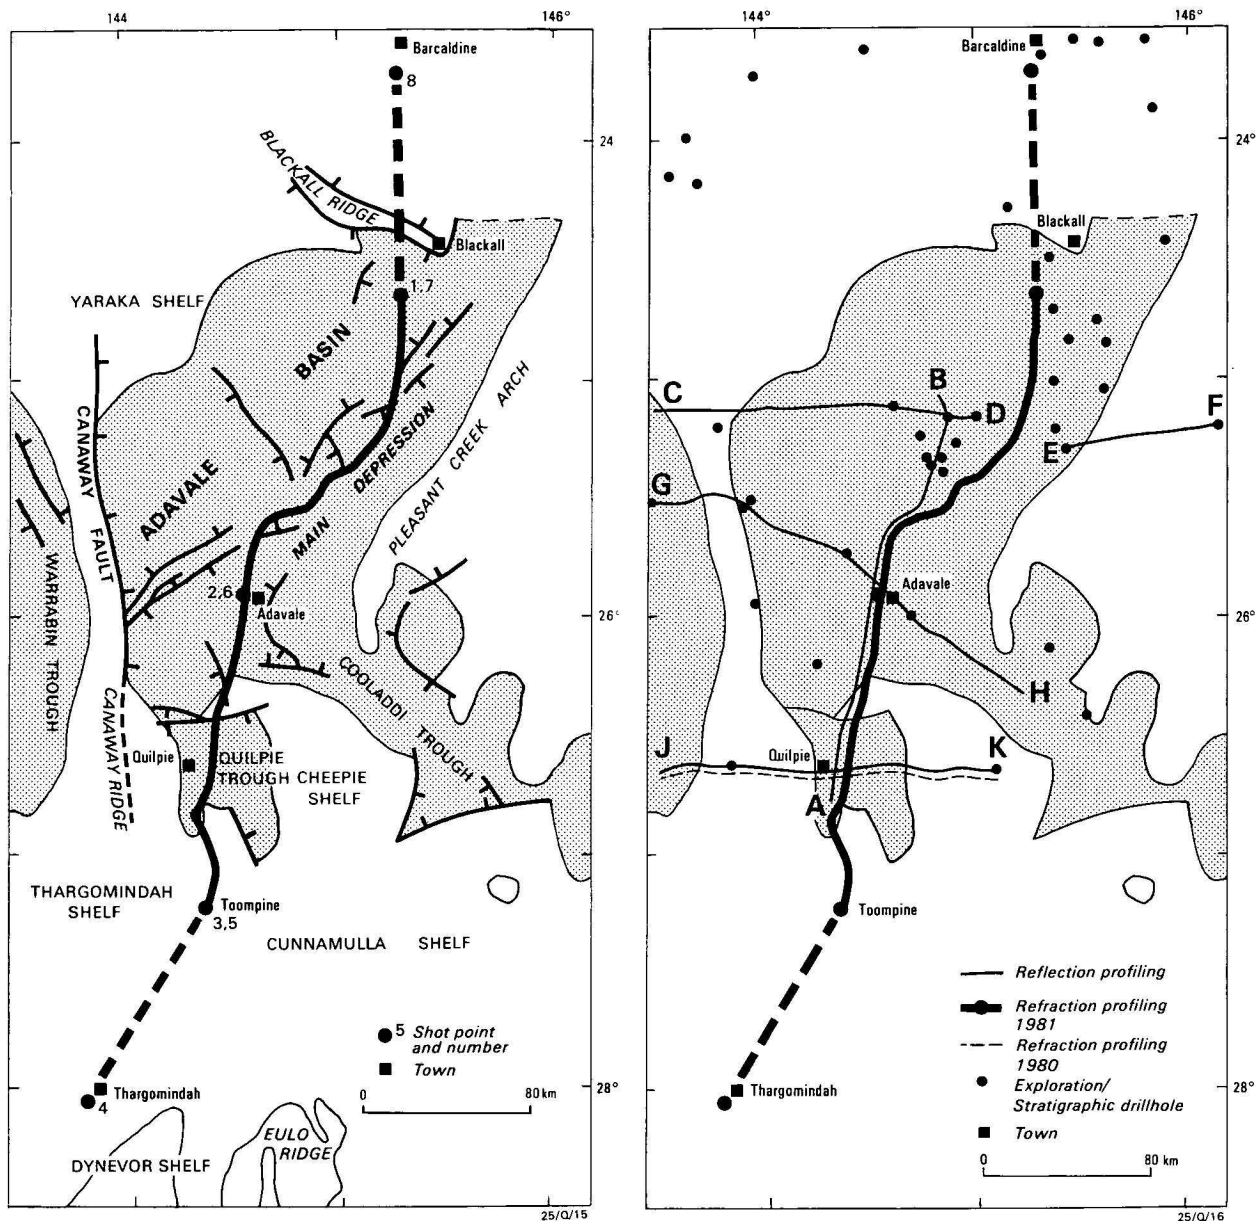 144
146°
Barcaldine
8
24
BLACKALL RIDGE
Blackall
1,7
YARAKA SHELF
BASIN
ADAVALE
MAIN DEPRESSION
PLEASANT CREEK ARCH
CANAWAY FAULT
WARRABIN TROUGH
2,6
Adavale
26°
COOLADDI TROUGH
CANAWAY RIDGE
Quilpie
QUILPIE
TROUGH
CHEEPIE
SHELF
THARGOMINDAH
SHELF
Toompine
3,5
CUNNAMULLA SHELF
5 Shot point
and number
Town
0 80 km
Thargomindah
4
28°
EULO
RIDGE
DYNEVOR SHELF
25/Q/15
144°
146°
Barcaldine
24°
Blackall
B
C
D
F
E
G
Adavale
26°
H
J
Quilpie
K
A
Toompine
Reflection profiling
Refraction profiling
1981
Refraction profiling
1980
Exploration/
Stratigraphic drillhole
Town
0 80 km
Thargomindah
28°
25/Q/16